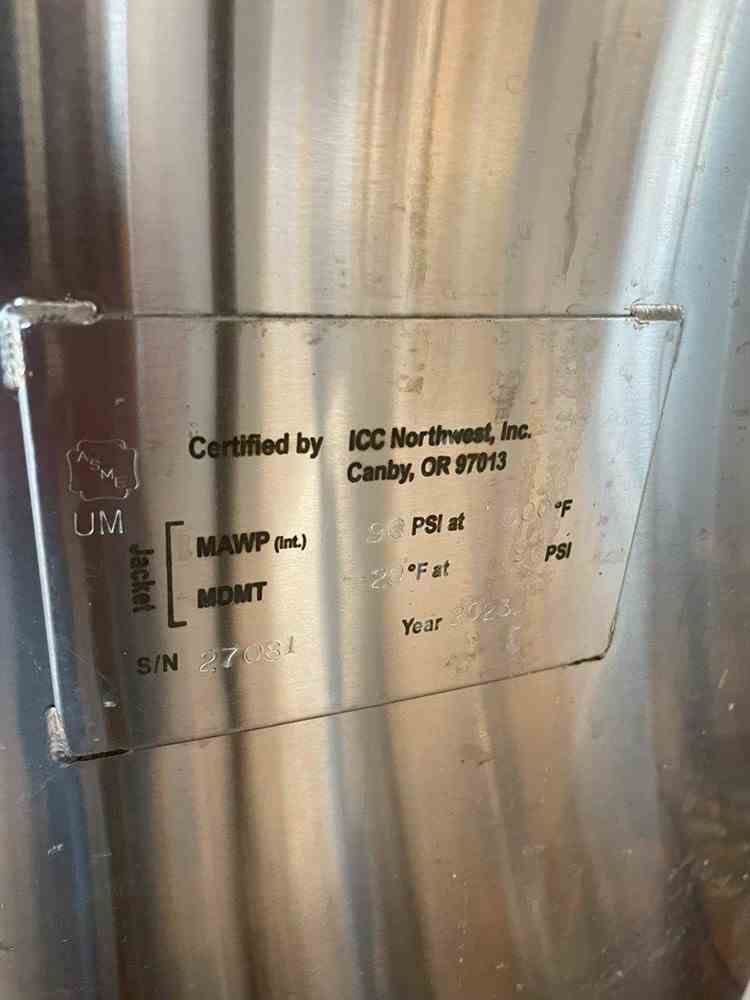 Certified by ICC Northwest, Inc.
Canby, OR 97013
ASME
UM
Jacket
MAWP (Int.) PSI at °F
MDMT °F at PSI
S/N 27081 Year 2023